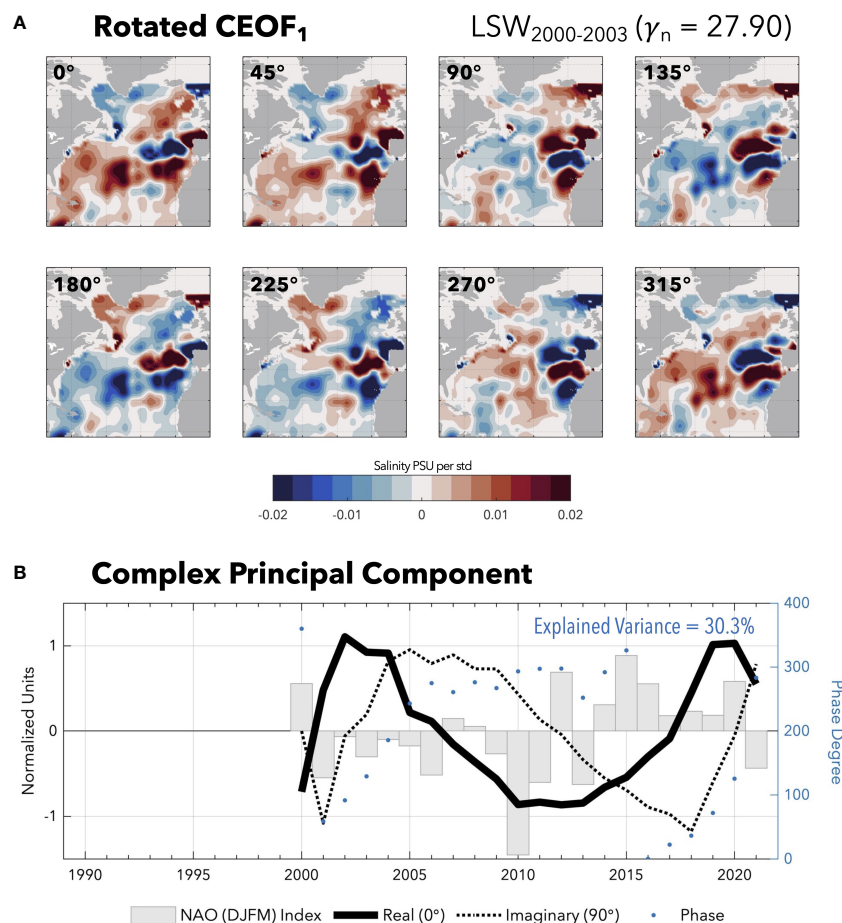 A Rotated CEOF₁ LSW₂₀₀₀₋₂₀₀₃ (γₙ = 27.90)
0° 45° 90° 135°
180° 225° 270° 315°
Salinity PSU per std
-0.02 -0.01 0 0.01 0.02
B Complex Principal Component
Explained Variance = 30.3%
Normalized Units
1
0
-1
400
300
200
100
0
Phase Degree
1990 1995 2000 2005 2010 2015 2020
NAO (DJFM) Index Real (0°) Imaginary (90°) Phase